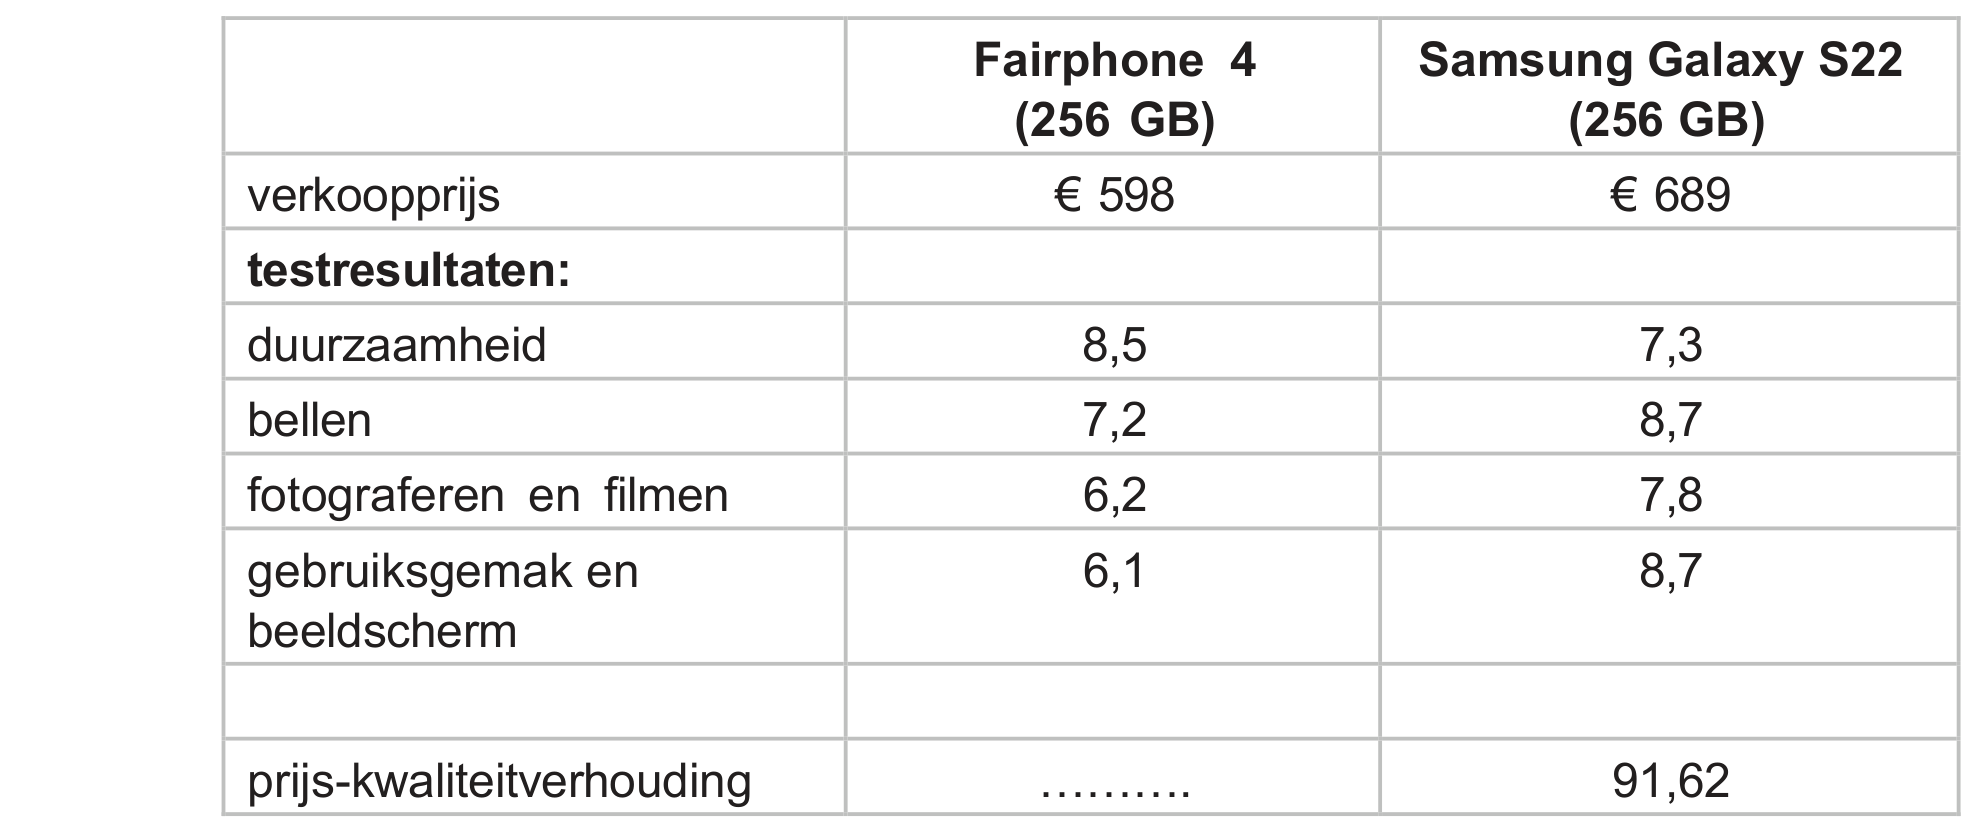 Fairphone 4 Samsung Galaxy S22
(256 GB) (256 GB)
verkoopprijs € 598 € 689
testresultaten:
duurzaamheid 8,5 7,3
bellen 7,2 8,7
fotograferen en filmen 6,2 7,8
gebruiksgemak en 6,1 8,7
beeldscherm
prijs-kwaliteitverhouding .......... 91,62